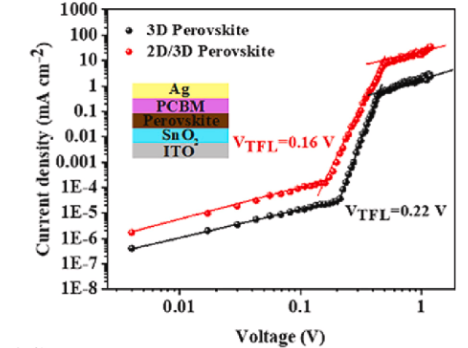 1000
100
10
1
0.1
0.01
0.001
1E-4
1E-5
1E-6
1E-7
1E-8
Current density (mA cm⁻²)
3D Perovskite
2D/3D Perovskite
Ag
PCBM
Perovskite
SnO₂
ITO
V_TFL=0.16 V
V_TFL=0.22 V
0.01
0.1
1
Voltage (V)